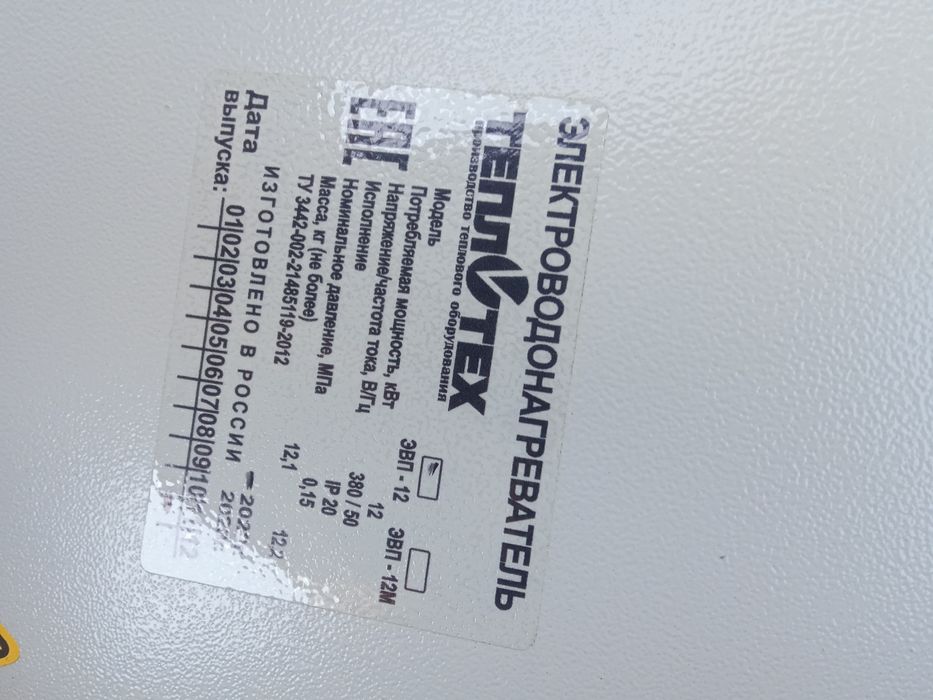 ЭЛЕКТРОВОДОНАГРЕВАТЕЛЬ
ТЕПЛОТЕХ
производство теплового оборудования
Модель ЭВП - 12 ЭВП - 12М
Потребляемая мощность, кВт 12
Напряжение/частота тока, В/Гц 380 / 50
Исполнение IP 20
Номинальное давление, МПа 0,15
Масса, кг (не более) 12,1 12,2
ТУ 3442-002-21485119-2012
EAC
ИЗГОТОВЛЕНО В РОССИИ
Дата
выпуска: 01|02|03|04|05|06|07|08|09|10